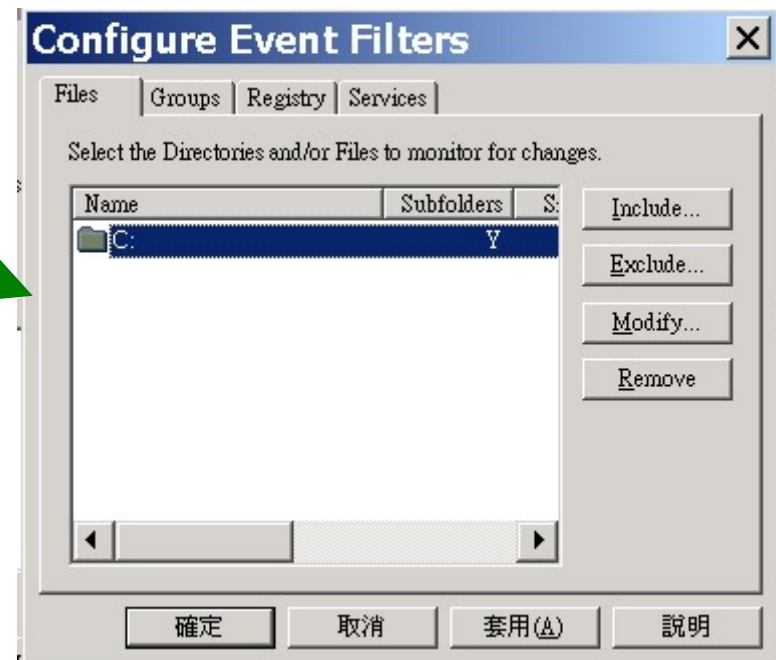 Configure Event Filters
Files Groups Registry Services
Select the Directories and/or Files to monitor for changes.
Name Subfolders S:
C: Y
Include...
Exclude...
Modify...
Remove
確定 取消 套用(A) 說明